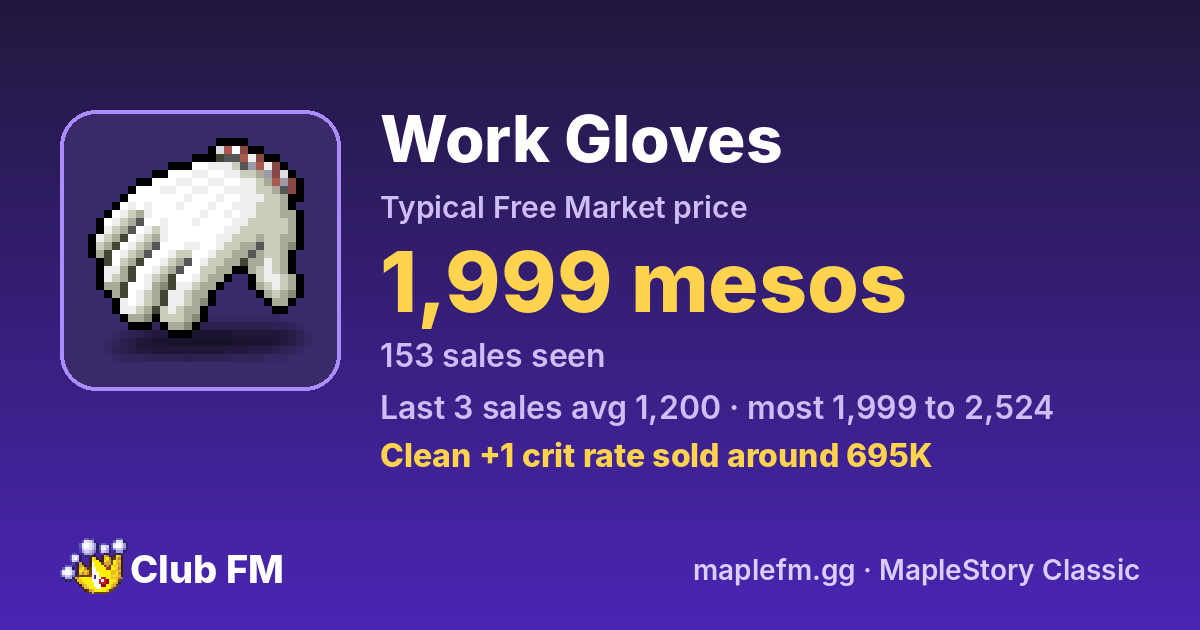 Work Gloves
Typical Free Market price
1,999 mesos
153 sales seen
Last 3 sales avg 1,200 · most 1,999 to 2,524
Clean +1 crit rate sold around 695K
Club FM
maplefm.gg · MapleStory Classic